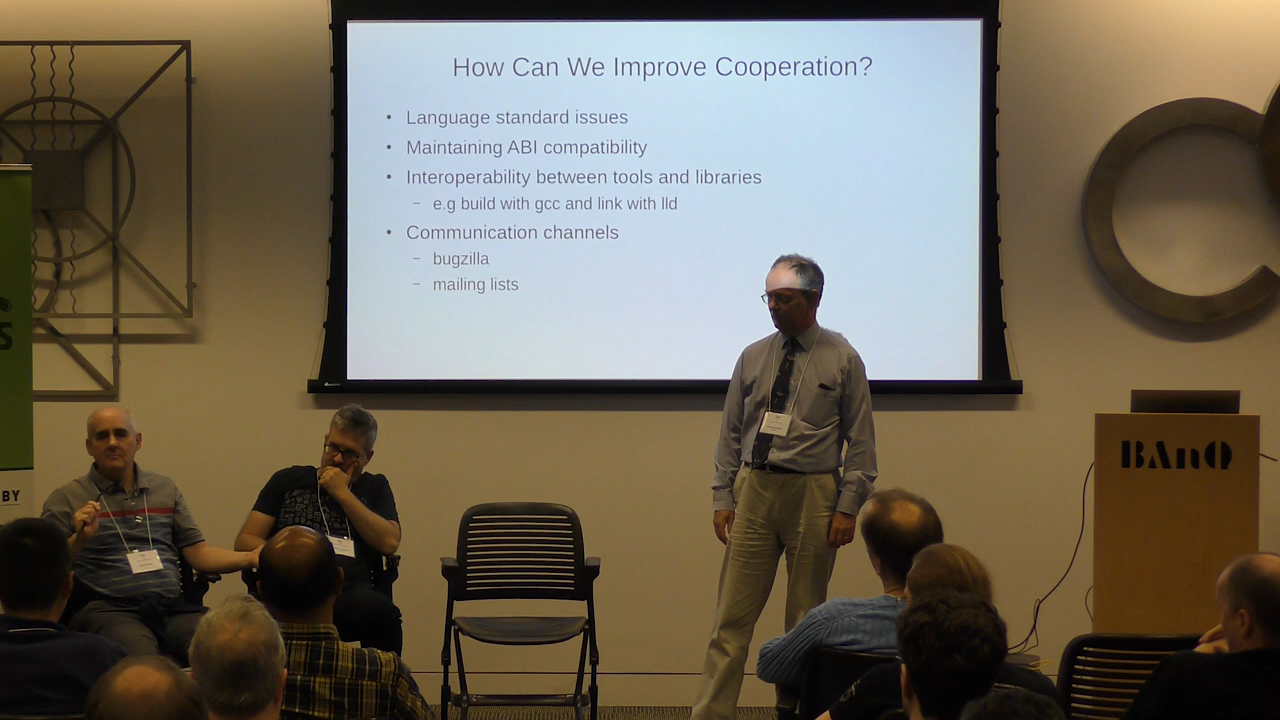 How Can We Improve Cooperation?
• Language standard issues
• Maintaining ABI compatibility
• Interoperability between tools and libraries
– e.g build with gcc and link with lld
• Communication channels
– bugzilla
– mailing lists
BY
BAnQ